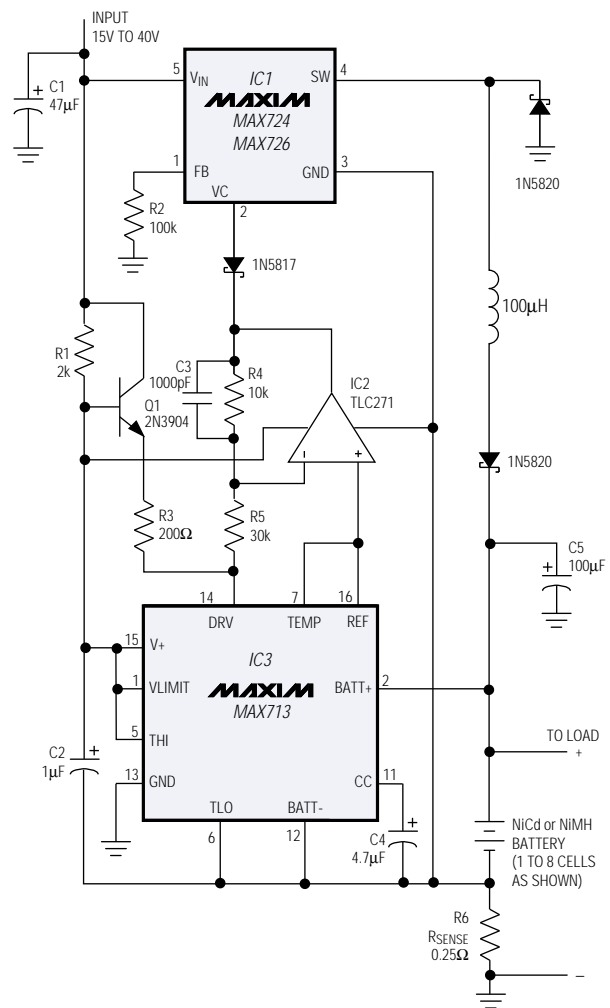 INPUT
15V TO 40V
C1
47µF
+
5
VIN
IC1
MAXIM
MAX724
MAX726
SW
4
1
FB
GND
3
VC
2
1N5820
R2
100k
1N5817
100µH
R1
2k
C3
1000pF
R4
10k
IC2
TLC271
Q1
2N3904
1N5820
R3
200Ω
R5
30k
C5
100µF
+
14
7
16
DRV
TEMP
REF
15
V+
IC3
1
VLIMIT
MAXIM
MAX713
BATT+
2
5
THI
TO LOAD
+
C2
1µF
+
13
GND
CC
11
TLO
BATT-
6
12
C4
4.7µF
+
NiCd or NiMH
BATTERY
(1 TO 8 CELLS
AS SHOWN)
R6
RSENSE
0.25Ω
–